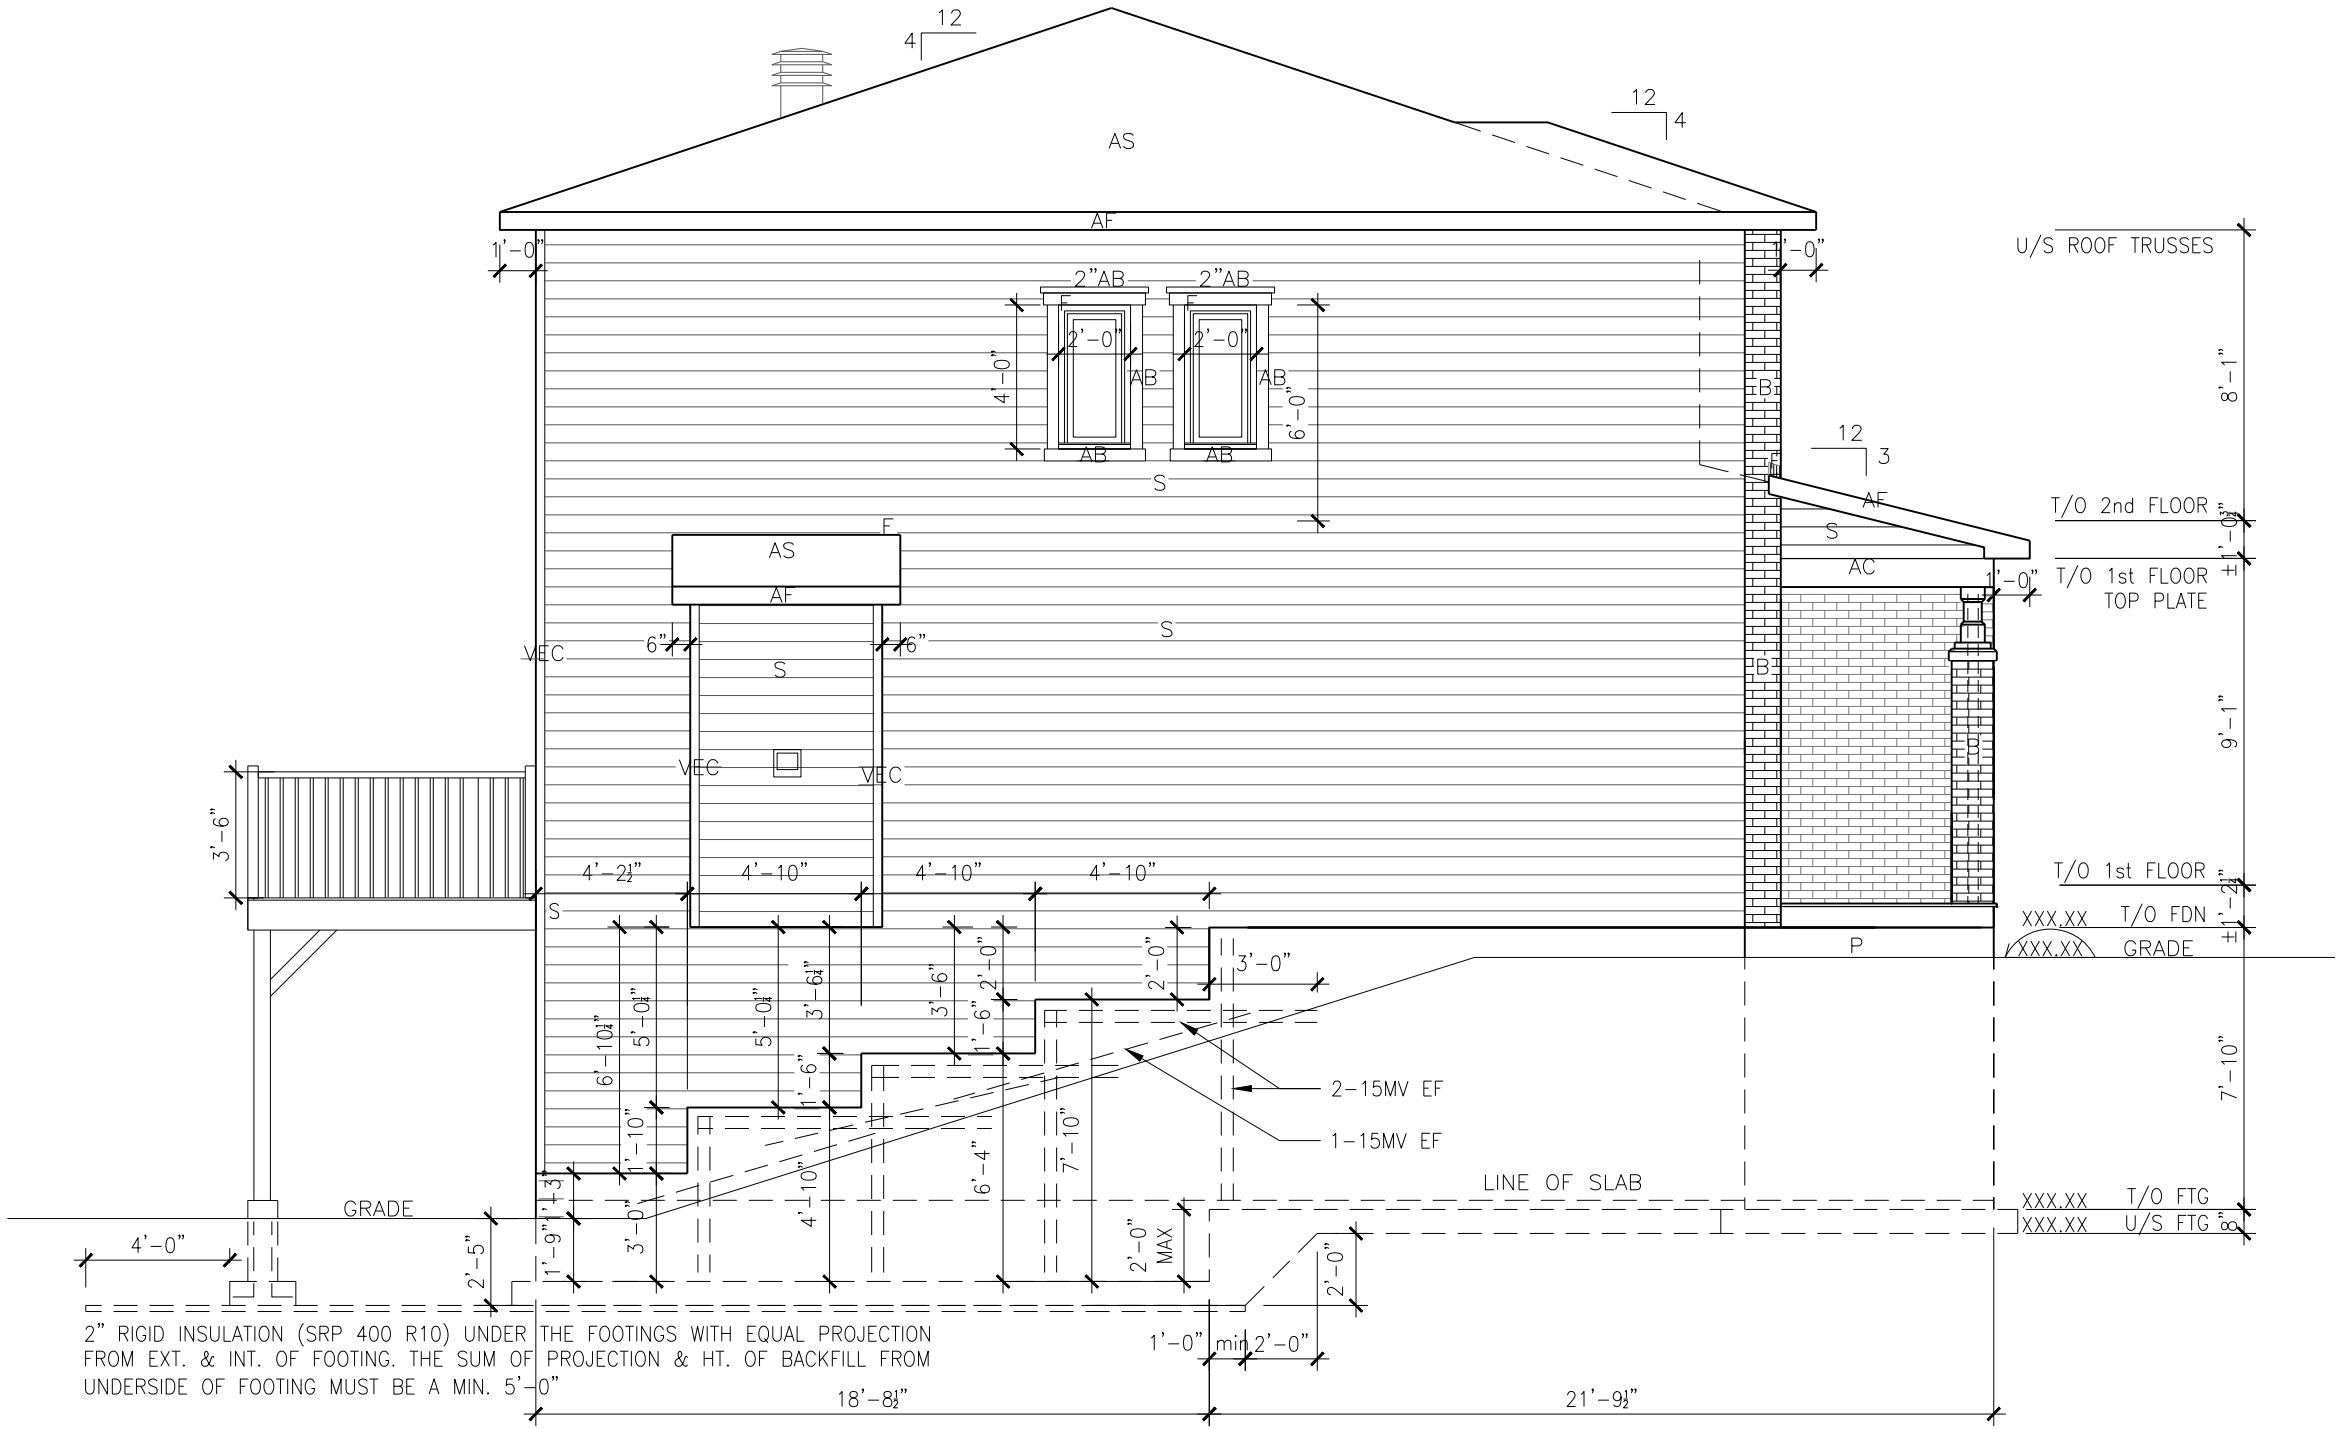 12
4
12
4
AS
AF
1'-0"
1'-0"
U/S ROOF TRUSSES
2"AB
2"AB
F
F
2'-0"
2'-0"
4'-0"
AB
AB
6'-0"
B
8'-1"
AB
AB
12
3
F
S
AF
T/O 2nd FLOOR
±1'-0¾"
F
AS
S
AC
T/O 1st FLOOR
TOP PLATE
1'-0"
AF
S
6"
6"
VEC
S
B
9'-1"
B
VEC
VEC
3'-6"
4'-2½"
4'-10"
4'-10"
4'-10"
T/O 1st FLOOR
±1'-2¼"
S
XXX.XX
T/O FDN
P
XXX.XX
GRADE
3'-0"
2'-0"
2'-0"
3'-6"
3'-6¼"
5'-0¼"
5'-0¼"
6'-10¼"
1'-6"
1'-6"
1'-10"
7'-10"
2-15MV EF
1-15MV EF
7'-10"
6'-4"
4'-10"
3'-0"
1'-3"
1'-9"
LINE OF SLAB
XXX.XX
T/O FTG
XXX.XX
U/S FTG
8"
GRADE
4'-0"
2'-5"
2'-0"
MAX
2'-0"
1'-0" min
2'-0"
2" RIGID INSULATION (SRP 400 R10) UNDER THE FOOTINGS WITH EQUAL PROJECTION
FROM EXT. & INT. OF FOOTING. THE SUM OF PROJECTION & HT. OF BACKFILL FROM
UNDERSIDE OF FOOTING MUST BE A MIN. 5'-0"
18'-8½"
21'-9½"